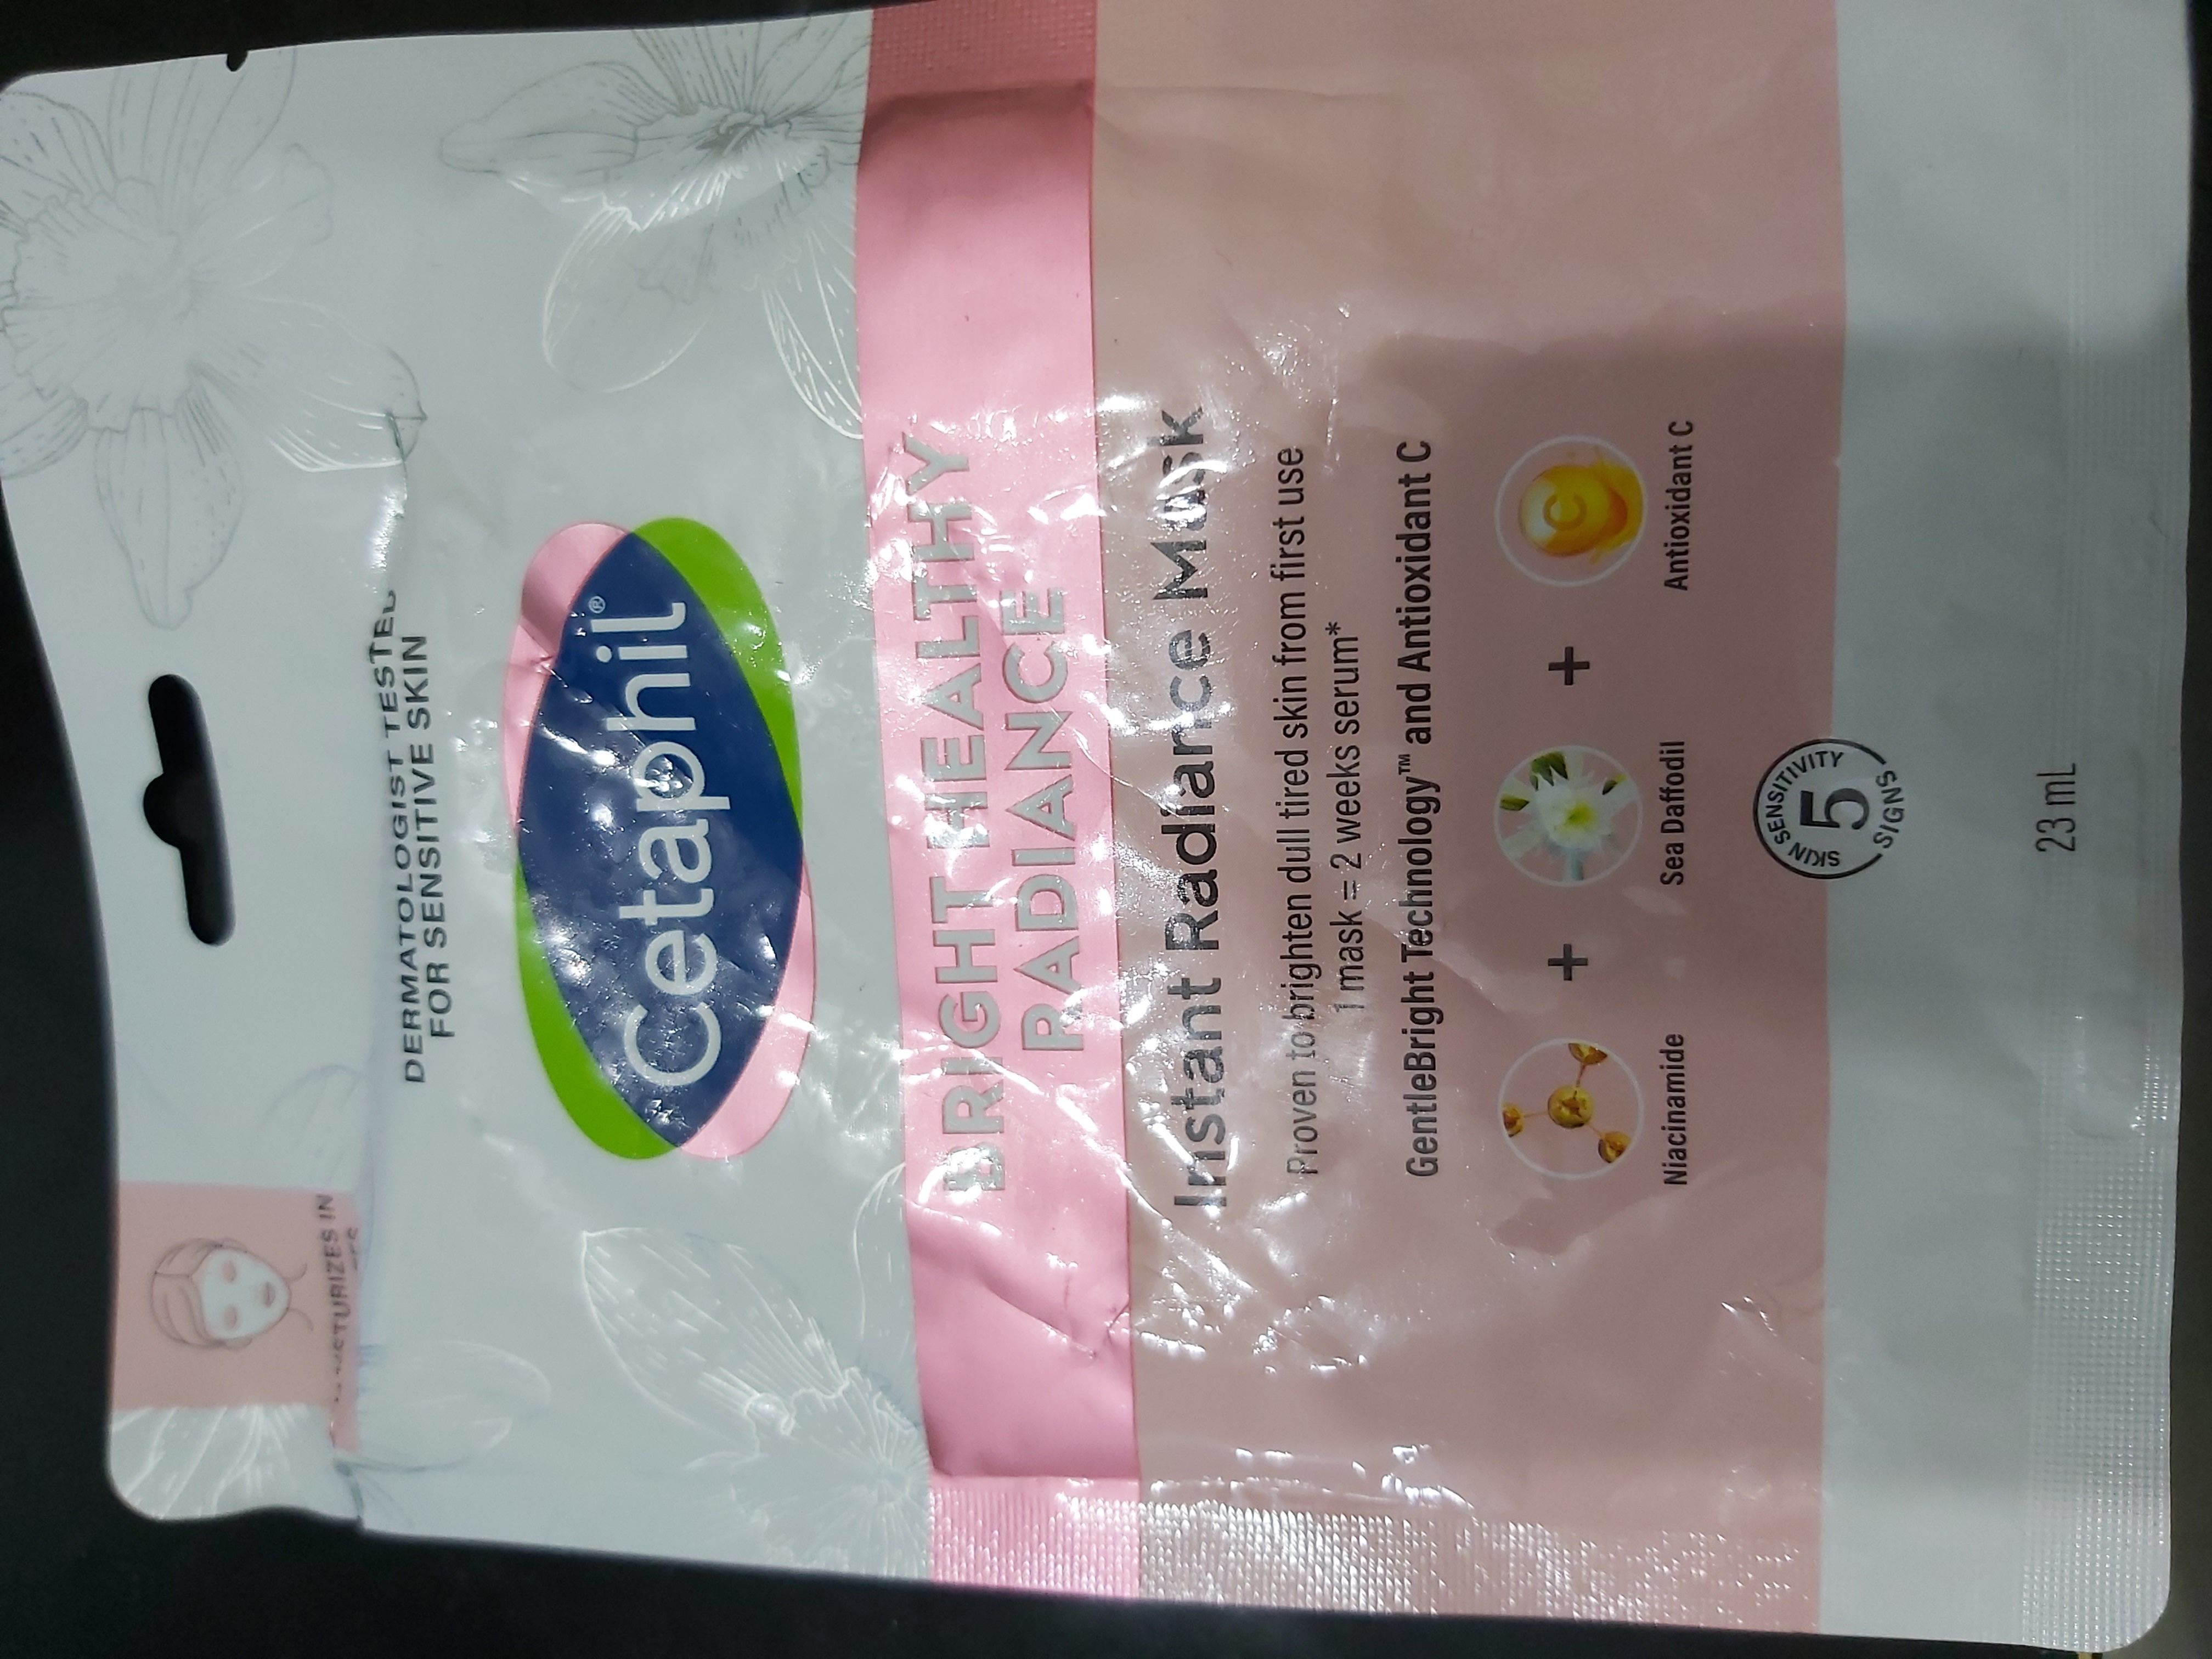 IN
DERMATOLOGIST TESTED
FOR SENSITIVE SKIN
Cetaphil®
BRIGHT HEALTHY
RADIANCE
Instant Radiance Mask
Proven to brighten dull tired skin from first use
1 mask = 2 weeks serum*
GentleBright Technology™ and Antioxidant C
C
+
+
Niacinamide
Sea Daffodil
Antioxidant C
SKIN SENSITIVITY
5
SIGNS
23 mL